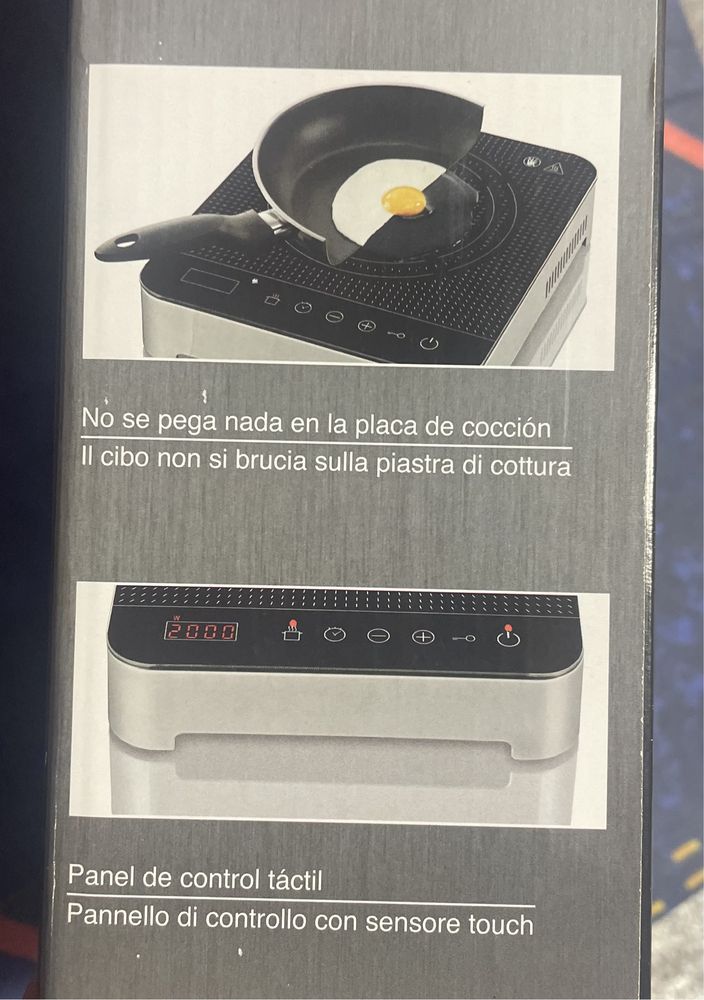 No se pega nada en la placa de cocción
Il cibo non si brucia sulla piastra di cottura
W
2000
Panel de control táctil
Pannello di controllo con sensore touch